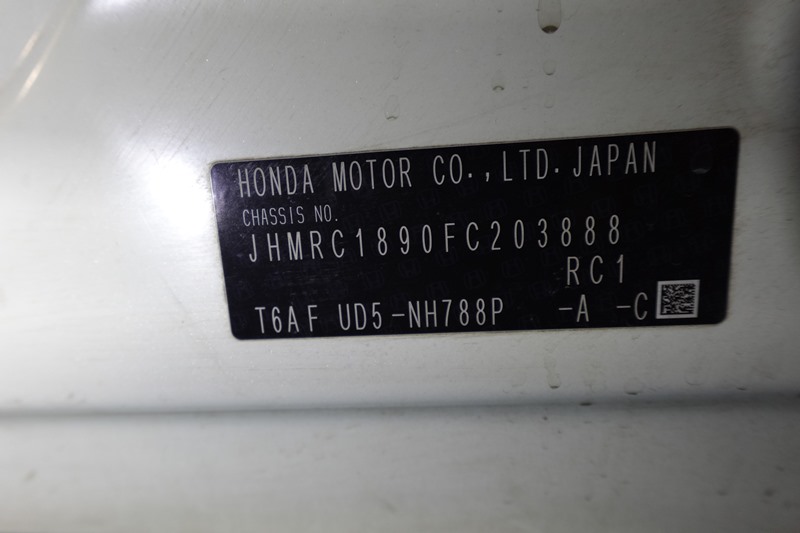 HONDA MOTOR CO.,LTD. JAPAN
CHASSIS NO.
JHMRC1890FC203888
RC1
T6AF UD5-NH788P -A -C